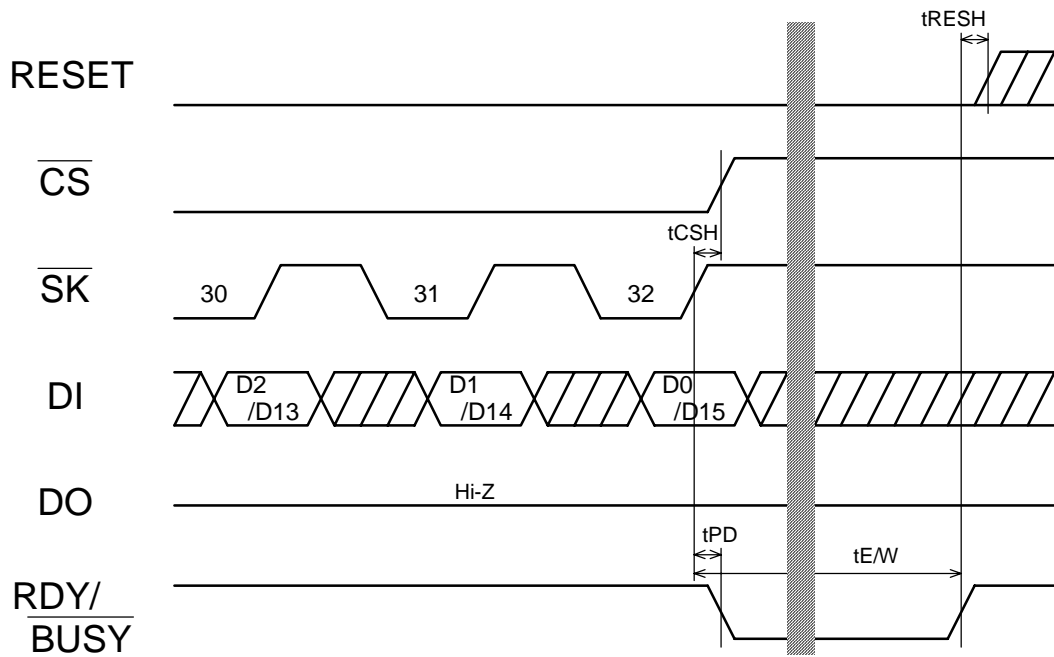 tRESH
RESET
CS
tCSH
SK
30
31
32
DI
D2
/D13
D1
/D14
D0
/D15
DO
Hi-Z
tPD
tE/W
RDY/
BUSY